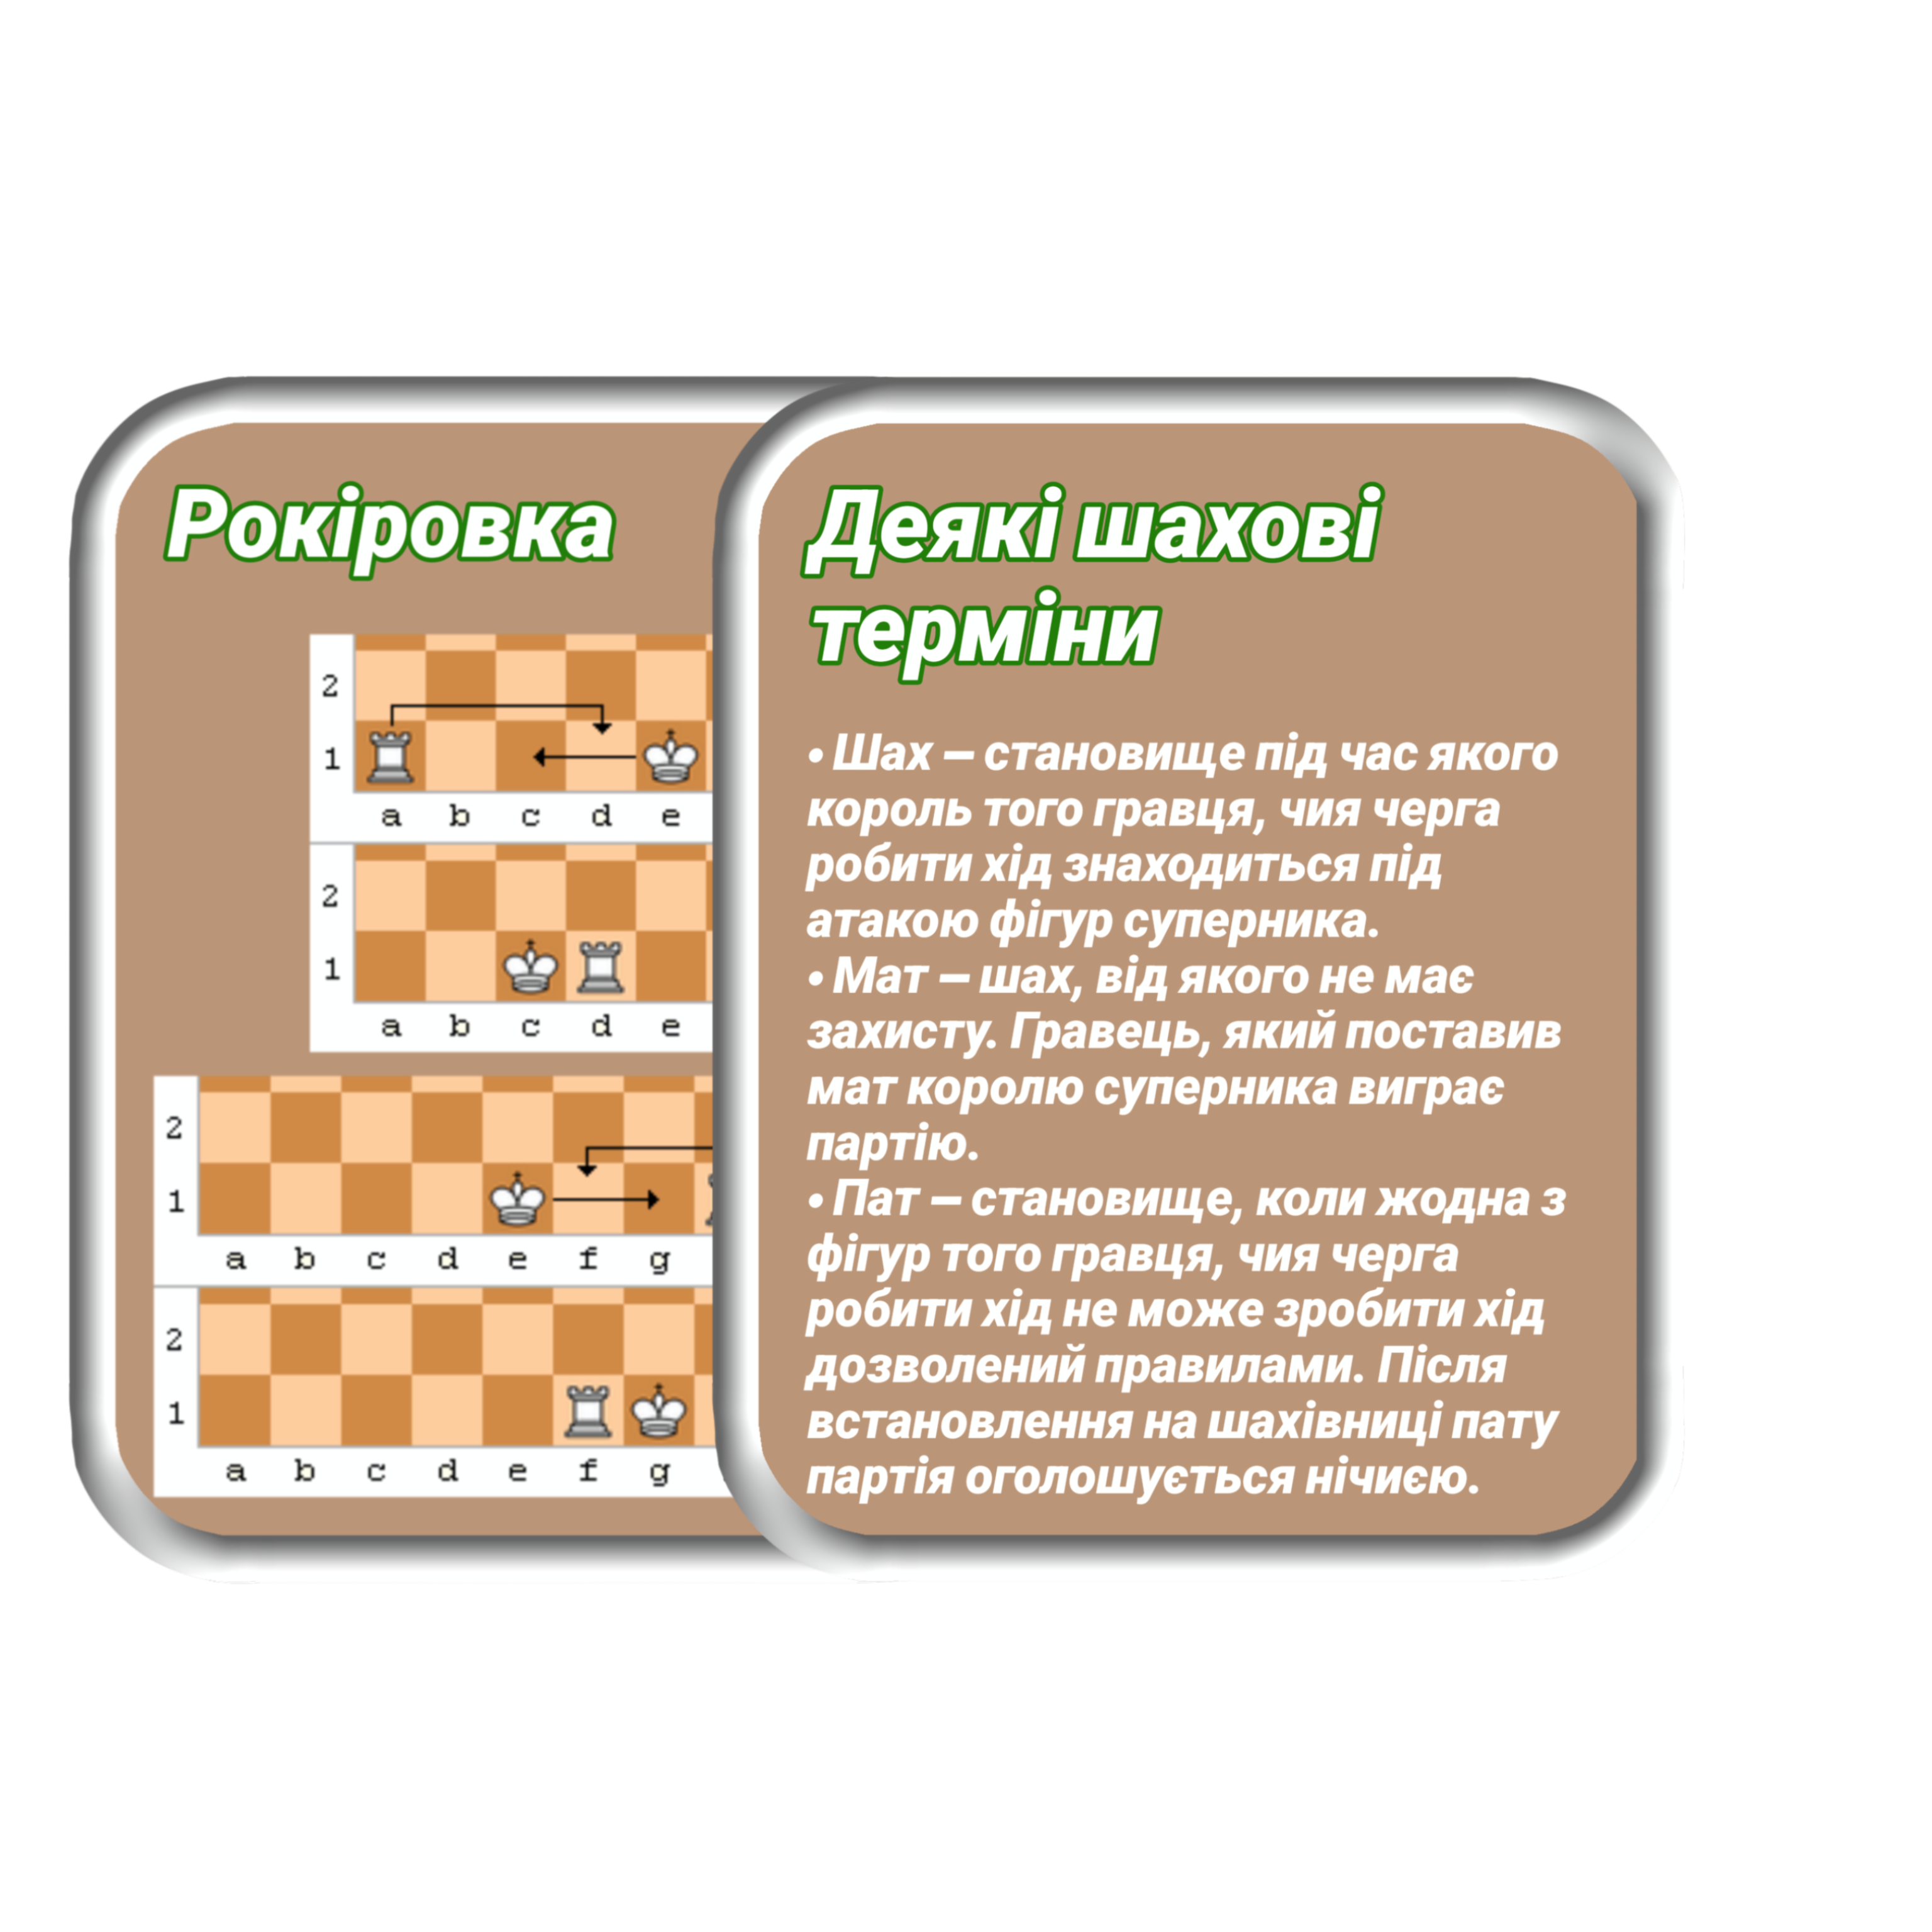 Рокіровка
2
1
a b c d e
2
1
a b c d e
2
1
a b c d e f g
2
1
a b c d e f g
Деякі шахові
терміни
• Шах – становище під час якого
король того гравця, чия черга
робити хід знаходиться під
атакою фігур суперника.
• Мат – шах, від якого не має
захисту. Гравець, який поставив
мат королю суперника виграє
партію.
• Пат – становище, коли жодна з
фігур того гравця, чия черга
робити хід не може зробити хід
дозволений правилами. Після
встановлення на шахівниці пату
партія оголошується нічиєю.